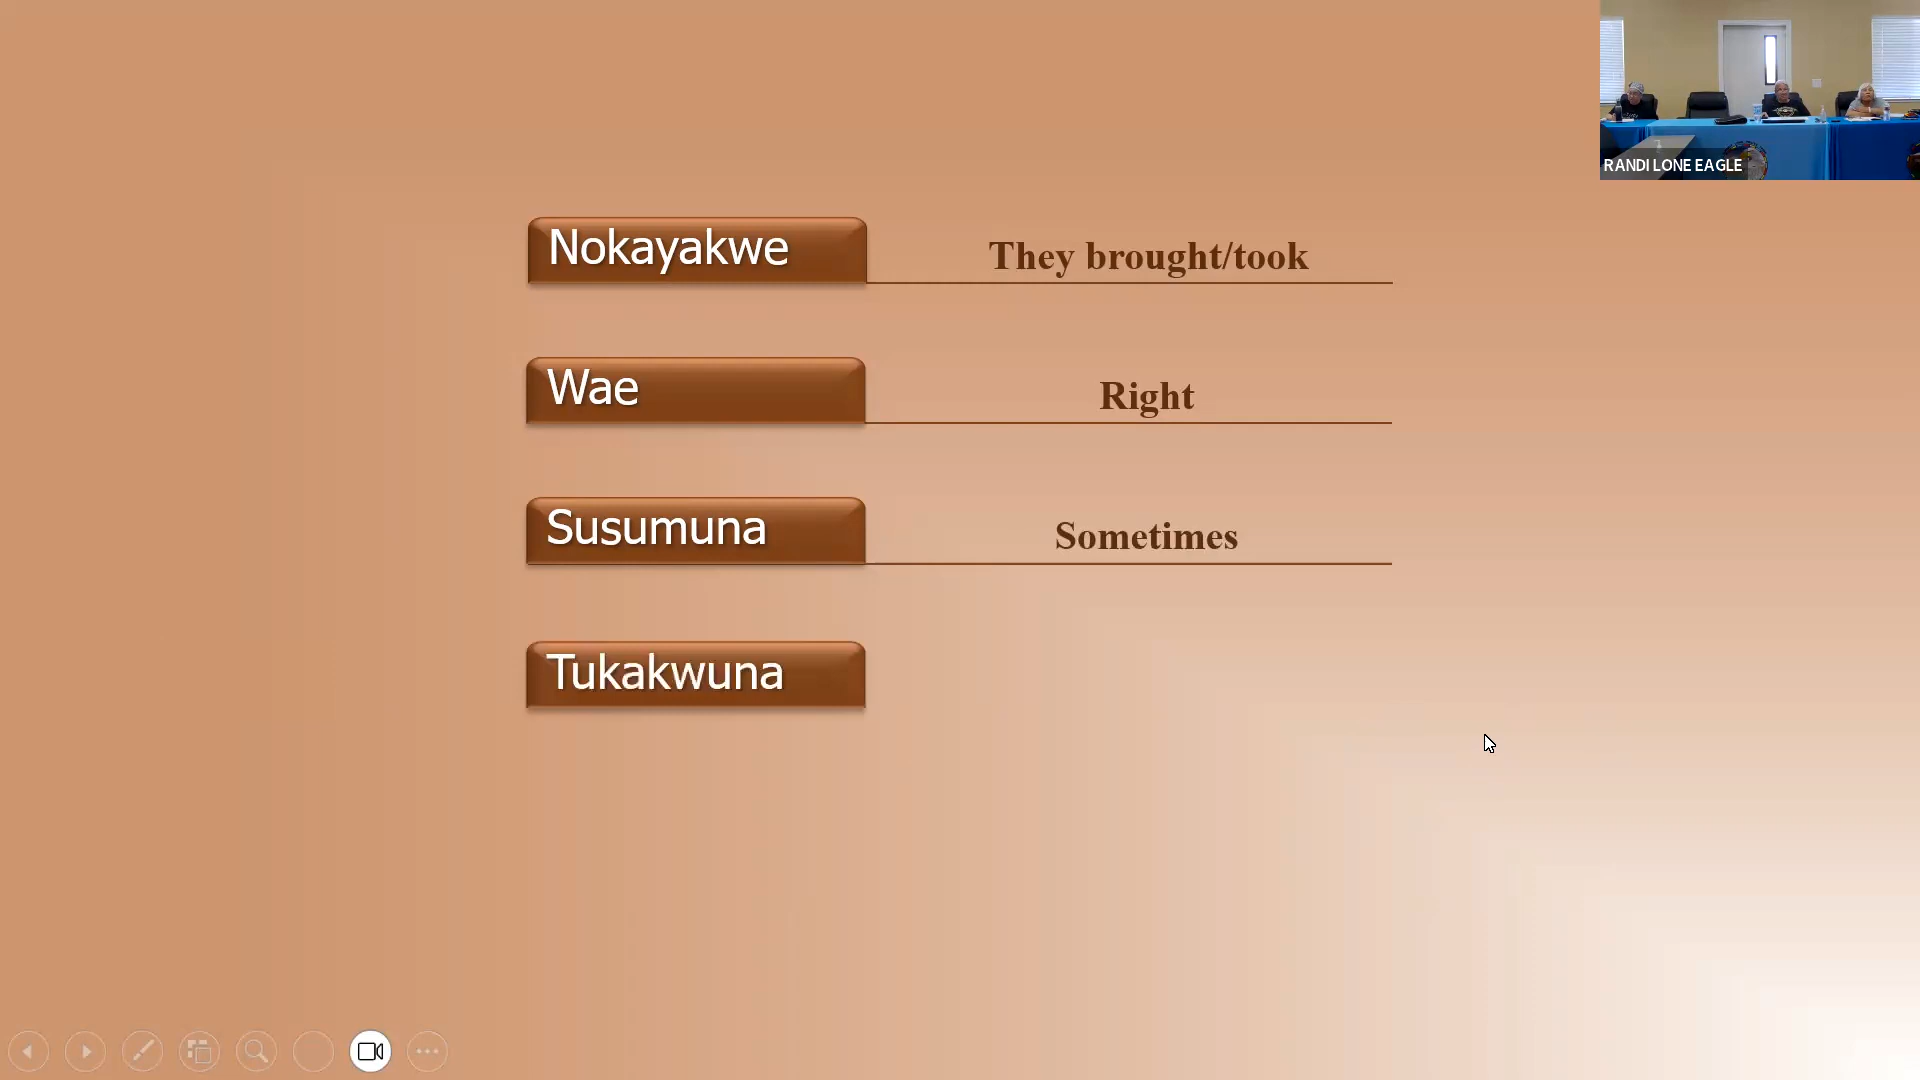 RANDI LONE EAGLE
Nokayakwe They brought/took
Wae Right
Susumuna Sometimes
Tukakwuna